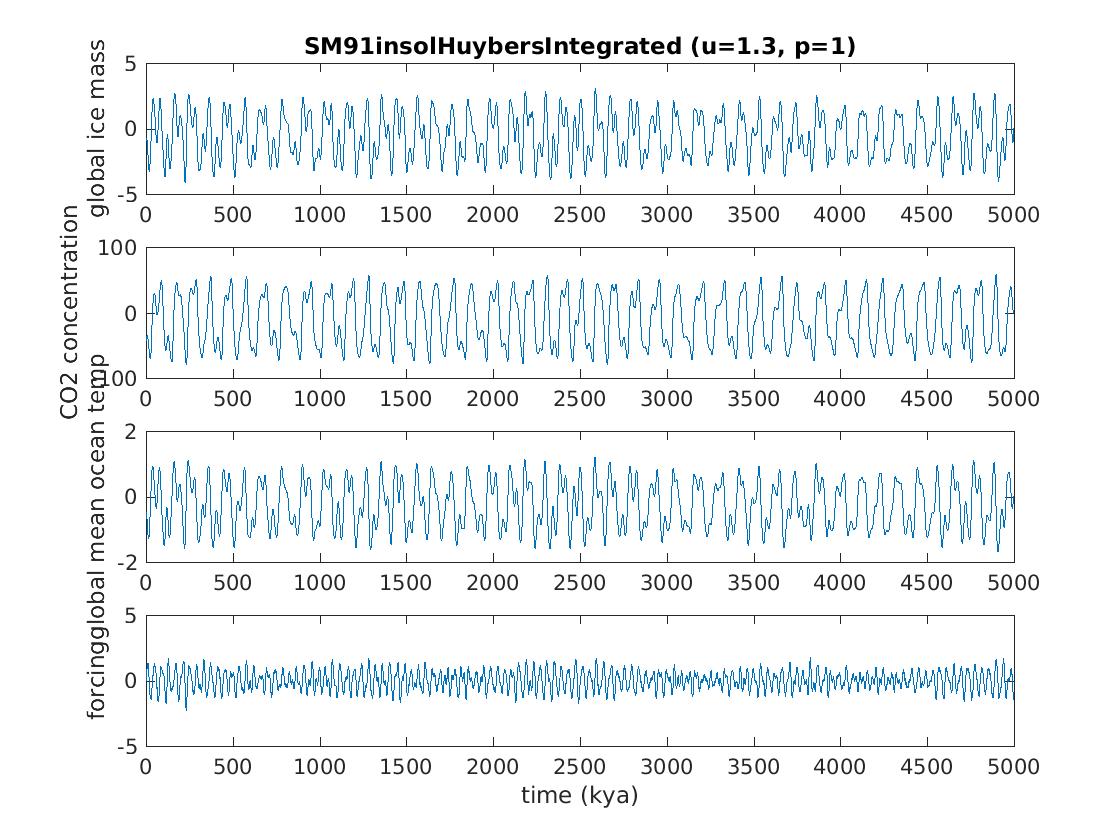 SM91insolHuybersIntegrated (u=1.3, p=1)
global ice mass
5
0
-5
0 500 1000 1500 2000 2500 3000 3500 4000 4500 5000
CO2 concentration
100
0
100
0 500 1000 1500 2000 2500 3000 3500 4000 4500 5000
global mean ocean temp
2
0
-2
0 500 1000 1500 2000 2500 3000 3500 4000 4500 5000
forcing
5
0
-5
0 500 1000 1500 2000 2500 3000 3500 4000 4500 5000
time (kya)